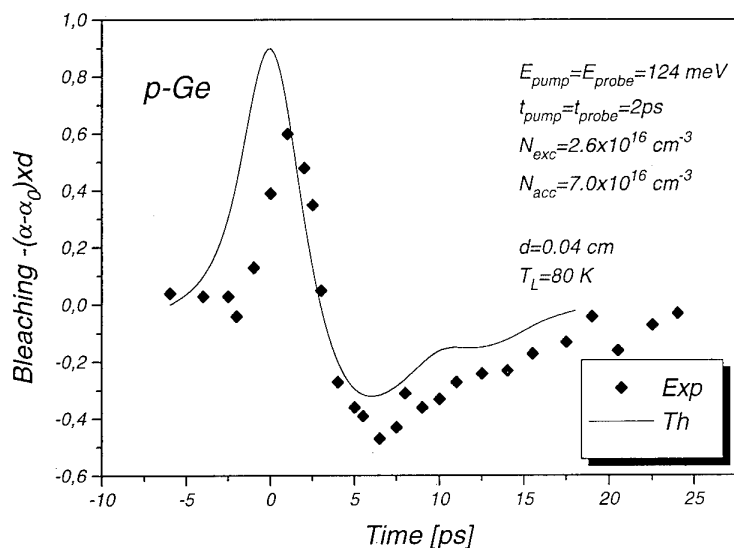 p-Ge
E_pump=E_probe=124 meV
t_pump=t_probe=2ps
N_exc=2.6x10^16 cm^-3
N_acc=7.0x10^16 cm^-3
d=0.04 cm
T_L=80 K
Bleaching -(α-α_0)xd
1,0
0,8
0,6
0,4
0,2
0,0
-0,2
-0,4
-0,6
Exp
Th
-10 -5 0 5 10 15 20 25
Time [ps]